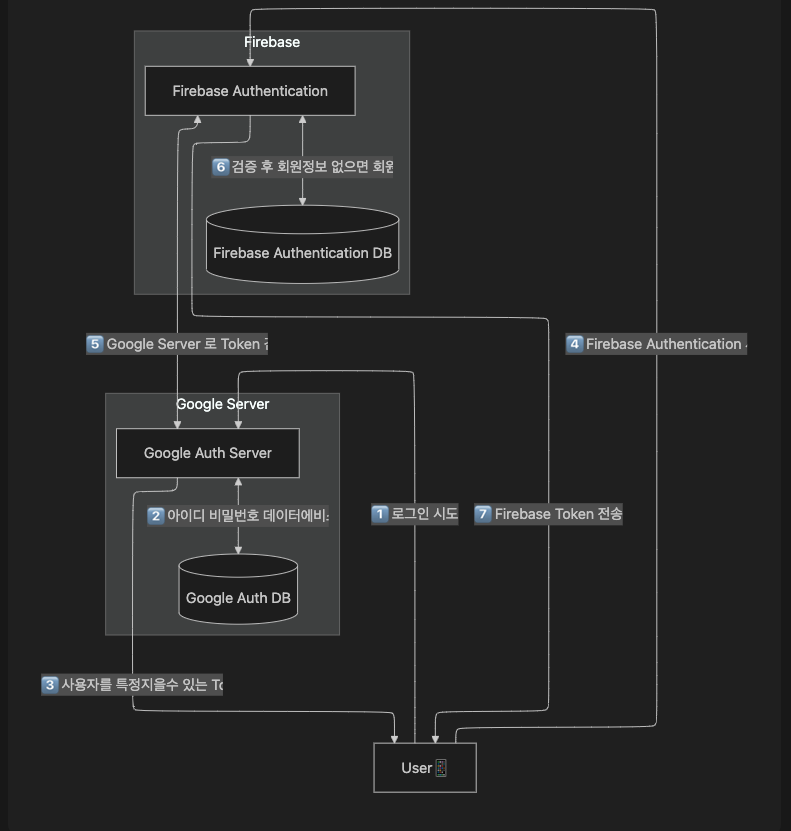 Firebase
Firebase Authentication
6 검증 후 회원정보 없으면 회원
Firebase Authentication DB
5 Google Server 로 Token
4 Firebase Authentication
Google Server
Google Auth Server
2 아이디 비밀번호 데이터에비
1 로그인 시도
7 Firebase Token 전송
Google Auth DB
3 사용자를 특정지을수 있는
User